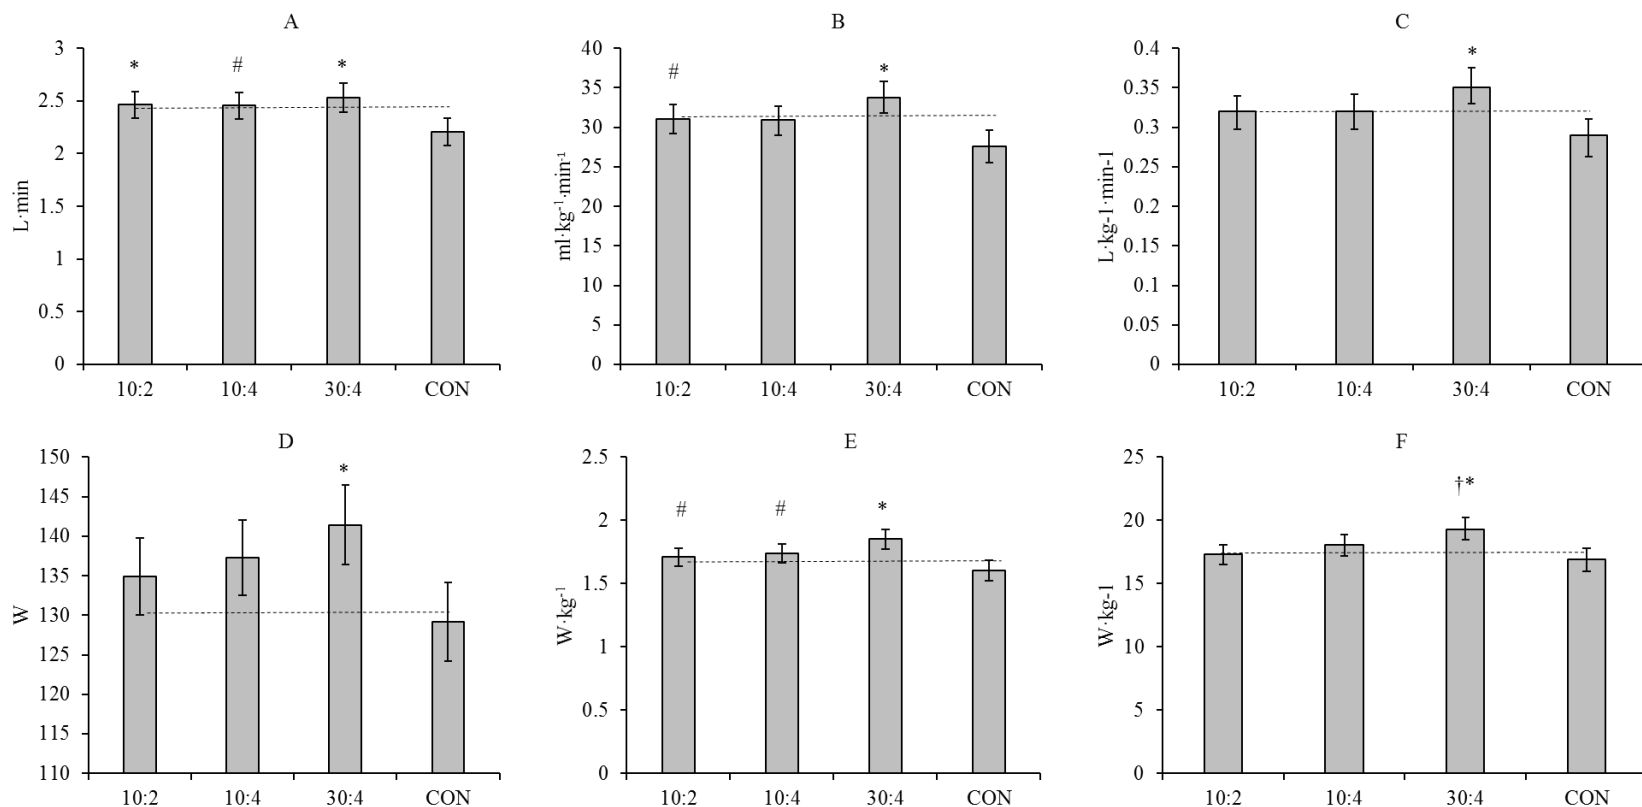 A
3
2.5
2
1.5
1
0.5
0
L·min
* # *
10:2 10:4 30:4 CON
B
40
35
30
25
20
15
10
5
0
ml·kg⁻¹·min⁻¹
# *
10:2 10:4 30:4 CON
C
0.4
0.35
0.3
0.25
0.2
0.15
0.1
0.05
0
L·kg-1·min-1
*
10:2 10:4 30:4 CON
D
150
145
140
135
130
125
120
115
110
W
*
10:2 10:4 30:4 CON
E
2.5
2
1.5
1
0.5
0
W·kg⁻¹
# # *
10:2 10:4 30:4 CON
F
25
20
15
10
5
0
W·kg-1
†*
10:2 10:4 30:4 CON